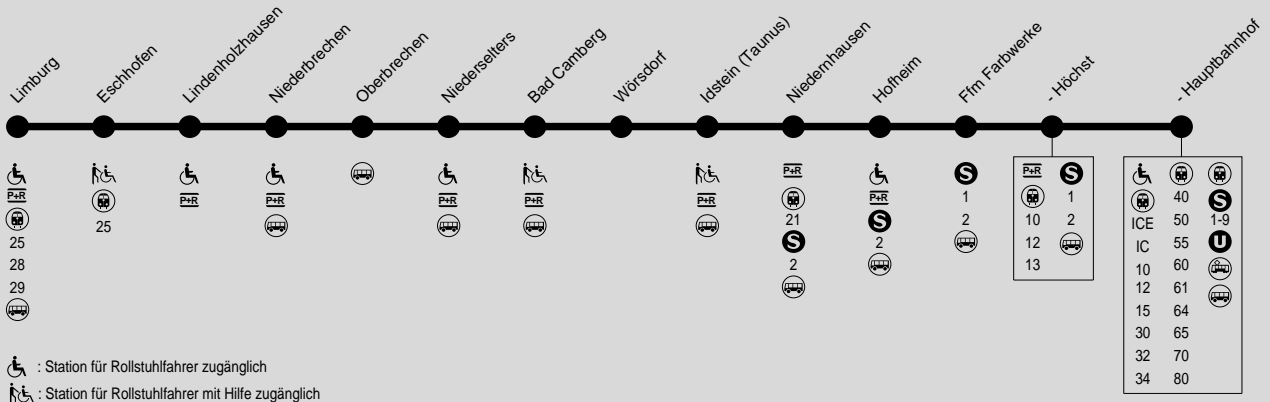 Limburg
Eschhofen
Lindenholzhausen
Niederbrechen
Oberbrechen
Niederselters
Bad Camberg
Wörsdorf
Idstein (Taunus)
Niedernhausen
Hofheim
Ffm Farbwerke
- Höchst
- Hauptbahnhof
P+R
25
28
29
25
P+R
P+R
P+R
P+R
P+R
P+R
21
S
2
P+R
S
2
S
1
2
P+R
10
12
13
S
1
2
ICE
IC
10
12
15
30
32
34
40
50
55
60
61
64
65
70
80
S
1-9
U
: Station für Rollstuhlfahrer zugänglich
: Station für Rollstuhlfahrer mit Hilfe zugänglich